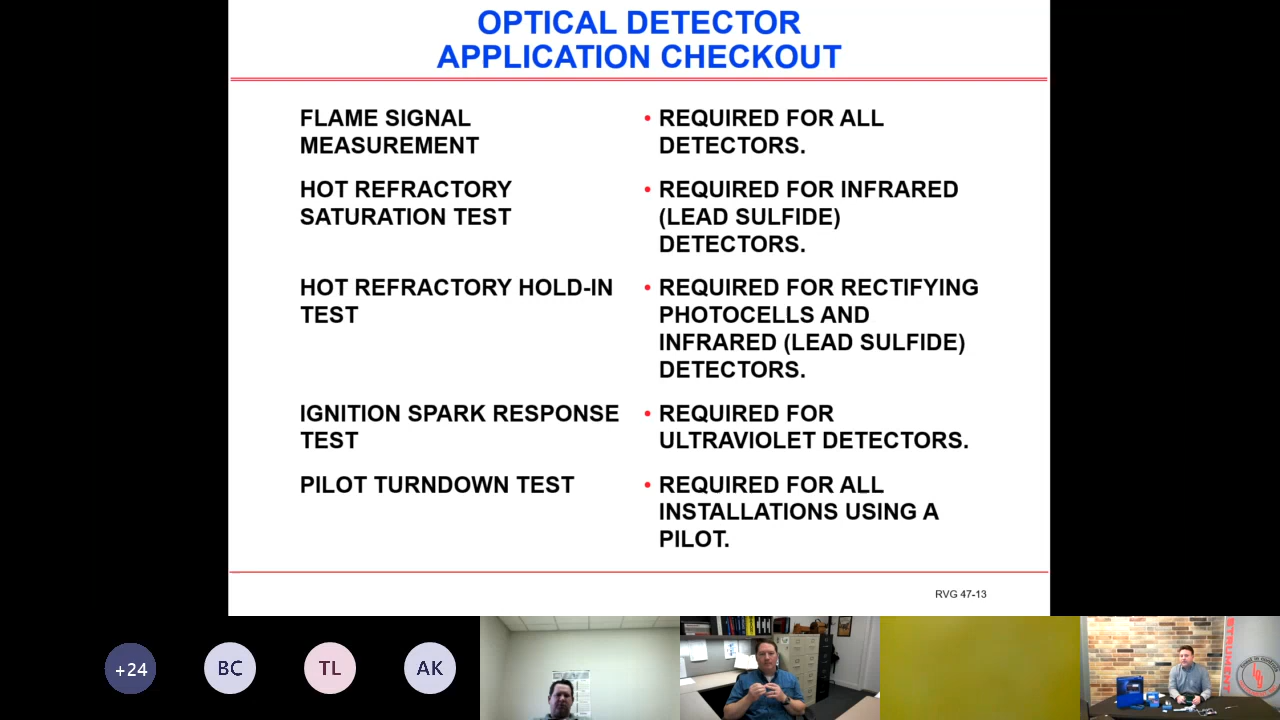 OPTICAL DETECTOR
APPLICATION CHECKOUT
FLAME SIGNAL
MEASUREMENT
• REQUIRED FOR ALL
DETECTORS.
HOT REFRACTORY
SATURATION TEST
• REQUIRED FOR INFRARED
(LEAD SULFIDE)
DETECTORS.
HOT REFRACTORY HOLD-IN
TEST
• REQUIRED FOR RECTIFYING
PHOTOCELLS AND
INFRARED (LEAD SULFIDE)
DETECTORS.
IGNITION SPARK RESPONSE
TEST
• REQUIRED FOR
ULTRAVIOLET DETECTORS.
PILOT TURNDOWN TEST
• REQUIRED FOR ALL
INSTALLATIONS USING A
PILOT.
RVG 47-13
+24
BC
TL
AK